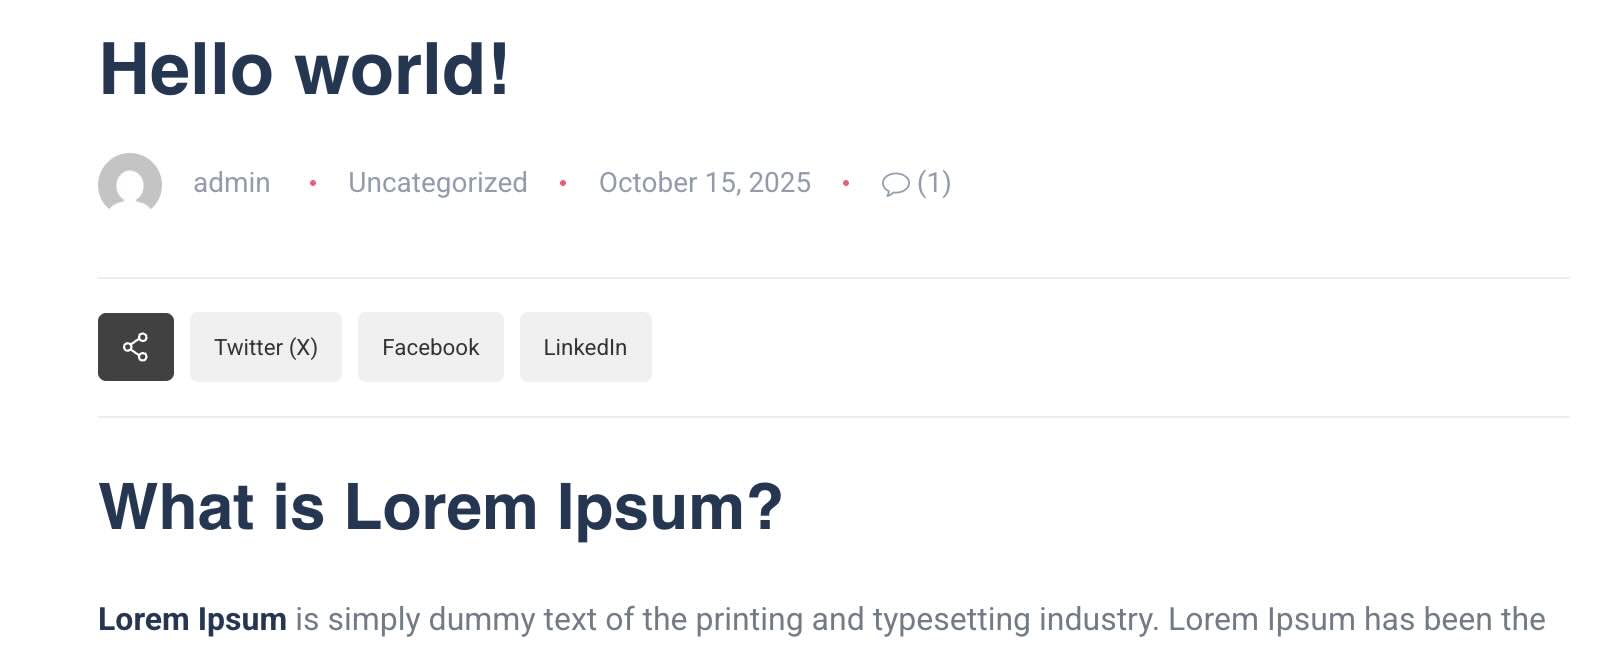 Hello world!
admin • Uncategorized • October 15, 2025 • (1)
Twitter (X) Facebook LinkedIn
What is Lorem Ipsum?
Lorem Ipsum is simply dummy text of the printing and typesetting industry. Lorem Ipsum has been the